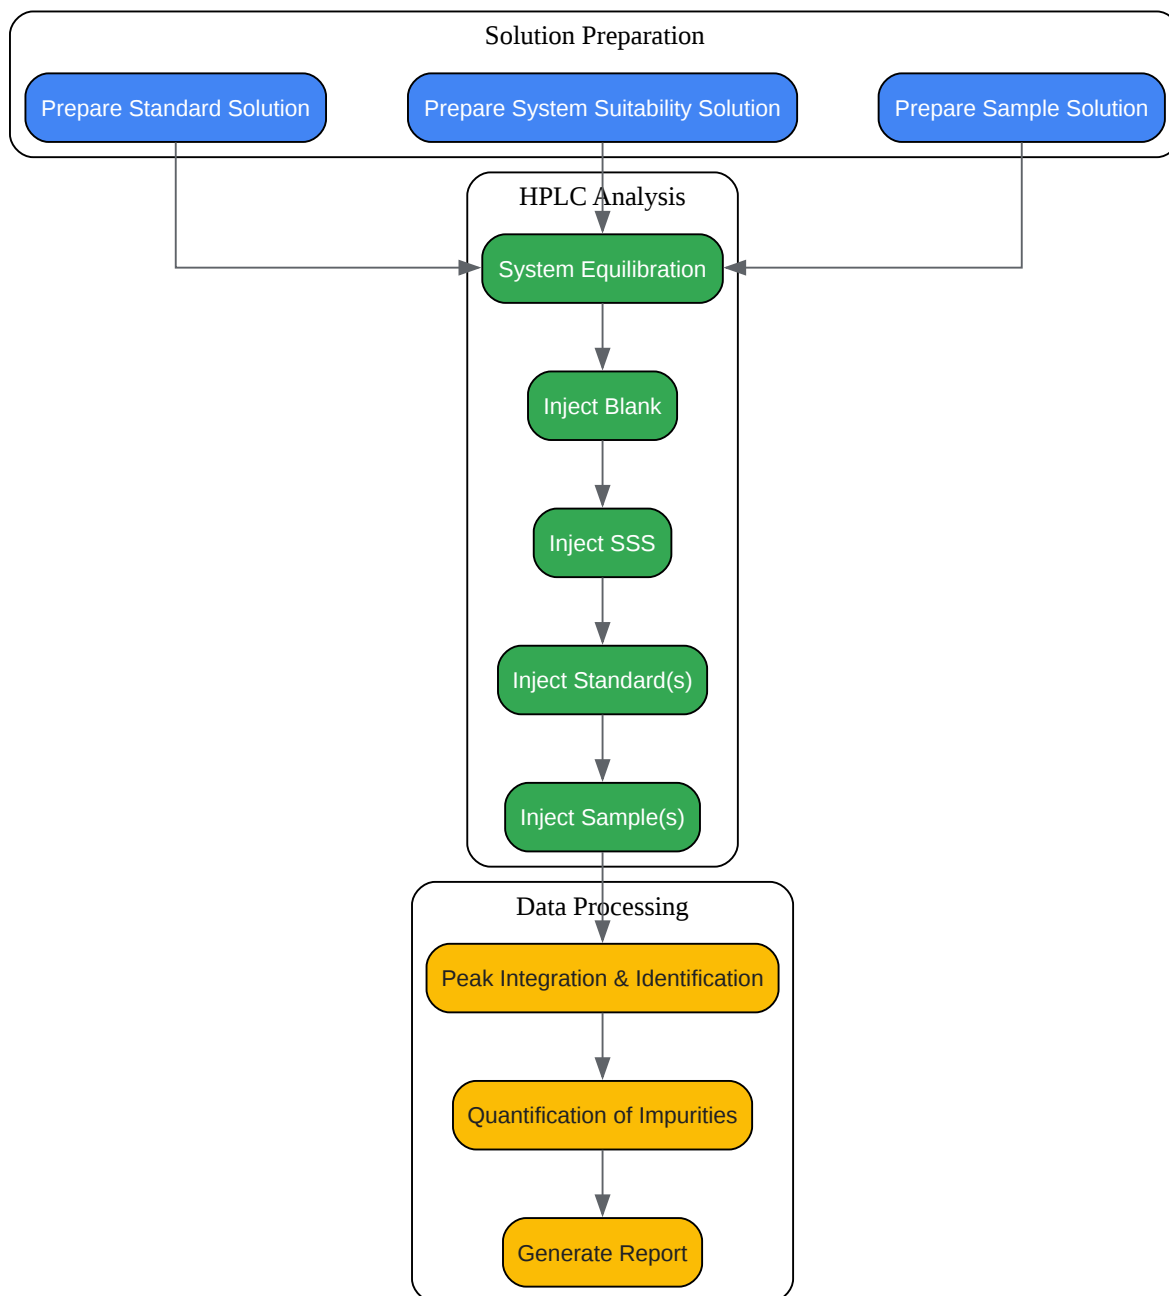 Solution Preparation
Prepare Standard Solution
Prepare System Suitability Solution
Prepare Sample Solution
HPLC Analysis
System Equilibration
Inject Blank
Inject SSS
Inject Standard(s)
Inject Sample(s)
Data Processing
Peak Integration & Identification
Quantification of Impurities
Generate Report